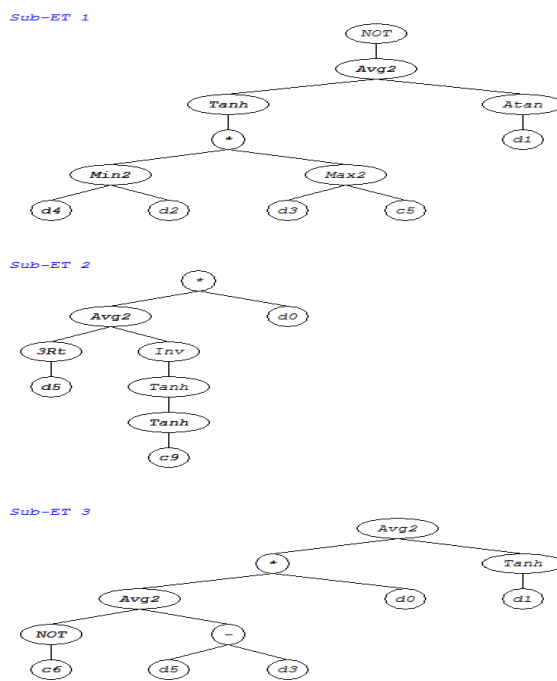 Sub-ET 1
NOT
Avg2
Tanh Atan
* d1
Min2 Max2
d4 d2 d3 c5
Sub-ET 2
*
Avg2 d0
3Rt Inv
d5 Tanh
Tanh
c9
Sub-ET 3
Avg2
* Tanh
Avg2 d0 d1
NOT -
c6 d5 d3